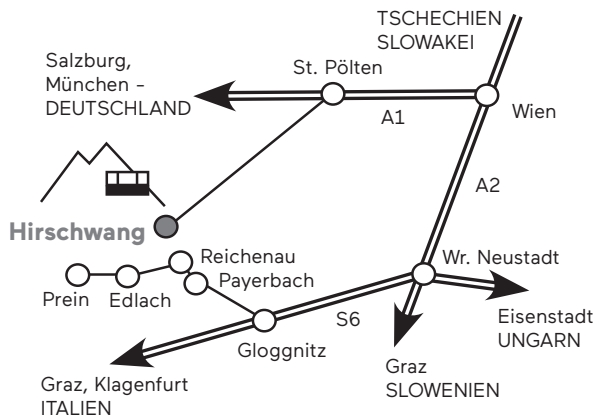 TSCHECHIEN
SLOWAKEI
Salzburg,
München -
DEUTSCHLAND
St. Pölten
A1
Wien
A2
Hirschwang
Reichenau
Payerbach
Prein
Edlach
Wr. Neustadt
S6
Gloggnitz
Eisenstadt
UNGARN
Graz
SLOWENIEN
Graz, Klagenfurt
ITALIEN